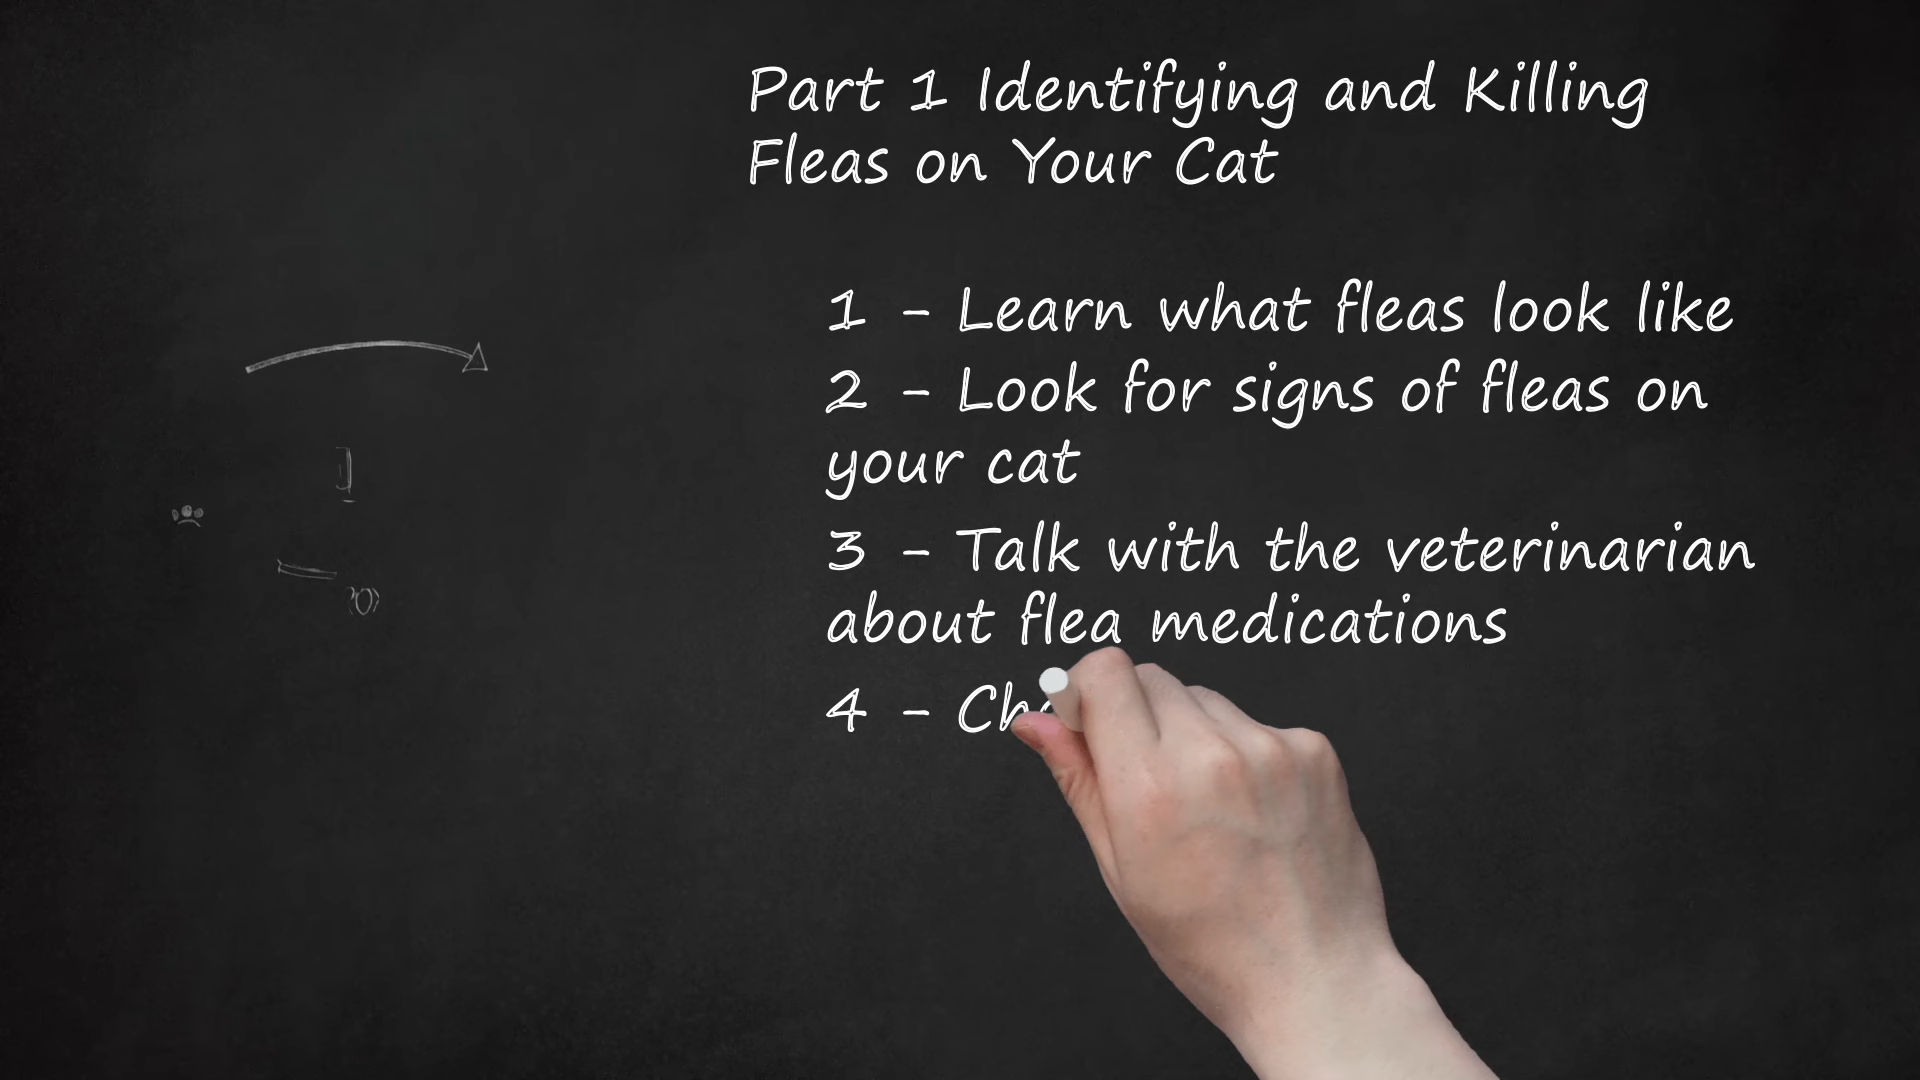 Part 1 Identifying and Killing
Fleas on Your Cat
1 - Learn what fleas look like
2 - Look for signs of fleas on
your cat
3 - Talk with the veterinarian
about flea medications
4 -